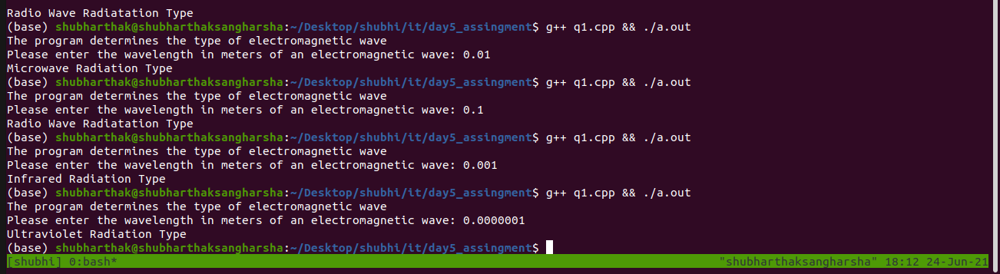 Radio Wave Radiatation Type
(base) shubharthak@shubharthaksangharsha:~/Desktop/shubhi/it/day5_assingment$ g++ q1.cpp && ./a.out
The program determines the type of electromagnetic wave
Please enter the wavelength in meters of an electromagnetic wave: 0.01
Microwave Radiation Type
(base) shubharthak@shubharthaksangharsha:~/Desktop/shubhi/it/day5_assingment$ g++ q1.cpp && ./a.out
The program determines the type of electromagnetic wave
Please enter the wavelength in meters of an electromagnetic wave: 0.1
Radio Wave Radiatation Type
(base) shubharthak@shubharthaksangharsha:~/Desktop/shubhi/it/day5_assingment$ g++ q1.cpp && ./a.out
The program determines the type of electromagnetic wave
Please enter the wavelength in meters of an electromagnetic wave: 0.001
Infrared Radiation Type
(base) shubharthak@shubharthaksangharsha:~/Desktop/shubhi/it/day5_assingment$ g++ q1.cpp && ./a.out
The program determines the type of electromagnetic wave
Please enter the wavelength in meters of an electromagnetic wave: 0.0000001
Ultraviolet Radiation Type
(base) shubharthak@shubharthaksangharsha:~/Desktop/shubhi/it/day5_assingment$
[shubhi] 0:bash* "shubharthaksangharsha" 18:12 24-Jun-21